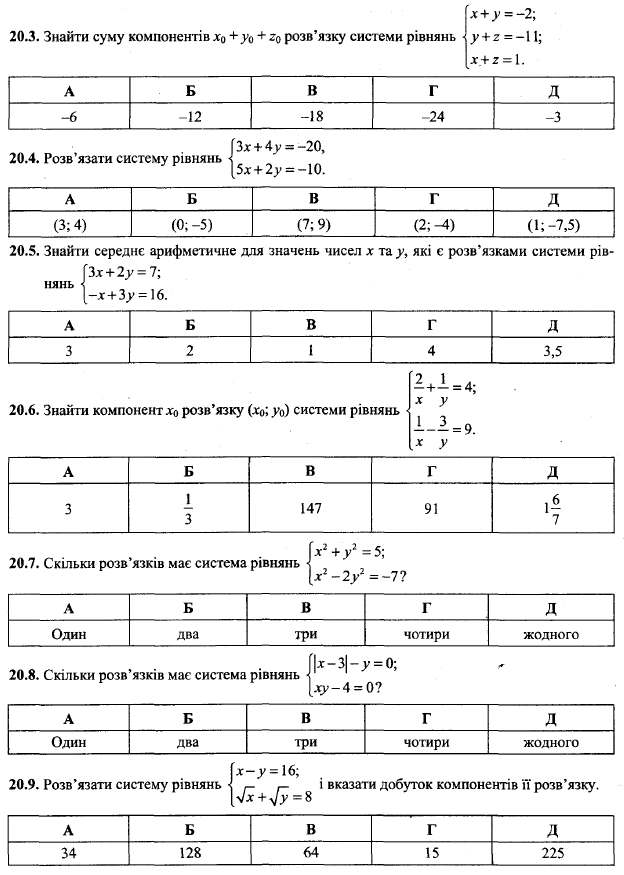 20.3. Знайти суму компонентів x₀ + y₀ + z₀ розв’язку системи рівнянь { x + y = –2; y + z = –11; x + z = 1.
А Б В Г Д
–6 –12 –18 –24 –3
20.4. Розв’язати систему рівнянь { 3x + 4y = –20, 5x + 2y = –10.
А Б В Г Д
(3; 4) (0; –5) (7; 9) (2; –4) (1; –7,5)
20.5. Знайти середнє арифметичне для значень чисел x та y, які є розв’язками системи рів-
нянь { 3x + 2y = 7; –x + 3y = 16.
А Б В Г Д
3 2 1 4 3,5
20.6. Знайти компонент x₀ розв’язку (x₀; y₀) системи рівнянь { 2/x + 1/y = 4; 1/x – 3/y = 9.
А Б В Г Д
3 1/3 147 91 1 6/7
20.7. Скільки розв’язків має система рівнянь { x² + y² = 5; x² – 2y² = –7?
А Б В Г Д
Один два три чотири жодного
20.8. Скільки розв’язків має система рівнянь { |x – 3| – y = 0; xy – 4 = 0?
А Б В Г Д
Один два три чотири жодного
20.9. Розв’язати систему рівнянь { x – y = 16; √x + √y = 8 і вказати добуток компонентів її розв’язку.
А Б В Г Д
34 128 64 15 225